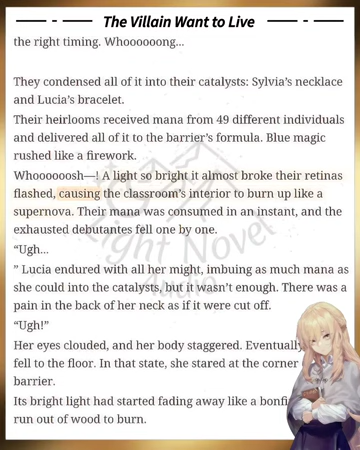 The Villain Want to Live
the right timing. Whoooooong...
They condensed all of it into their catalysts: Sylvia's necklace
and Lucia's bracelet.
Their heirlooms received mana from 49 different individuals
and delivered all of it to the barrier's formula. Blue magic
rushed like a firework.
Whoooooosh—! A light so bright it almost broke their retinas
flashed, causing the classroom's interior to burn up like a
supernova. Their mana was consumed in an instant, and the
exhausted debutantes fell one by one.
“Ugh...
” Lucia endured with all her might, imbuing as much mana as
she could into the catalysts, but it wasn't enough. There was a
pain in the back of her neck as if it were cut off.
“Ugh!”
Her eyes clouded, and her body staggered. Eventually
fell to the floor. In that state, she stared at the corner
barrier.
Its bright light had started fading away like a bonfi
run out of wood to burn.
Light Novel